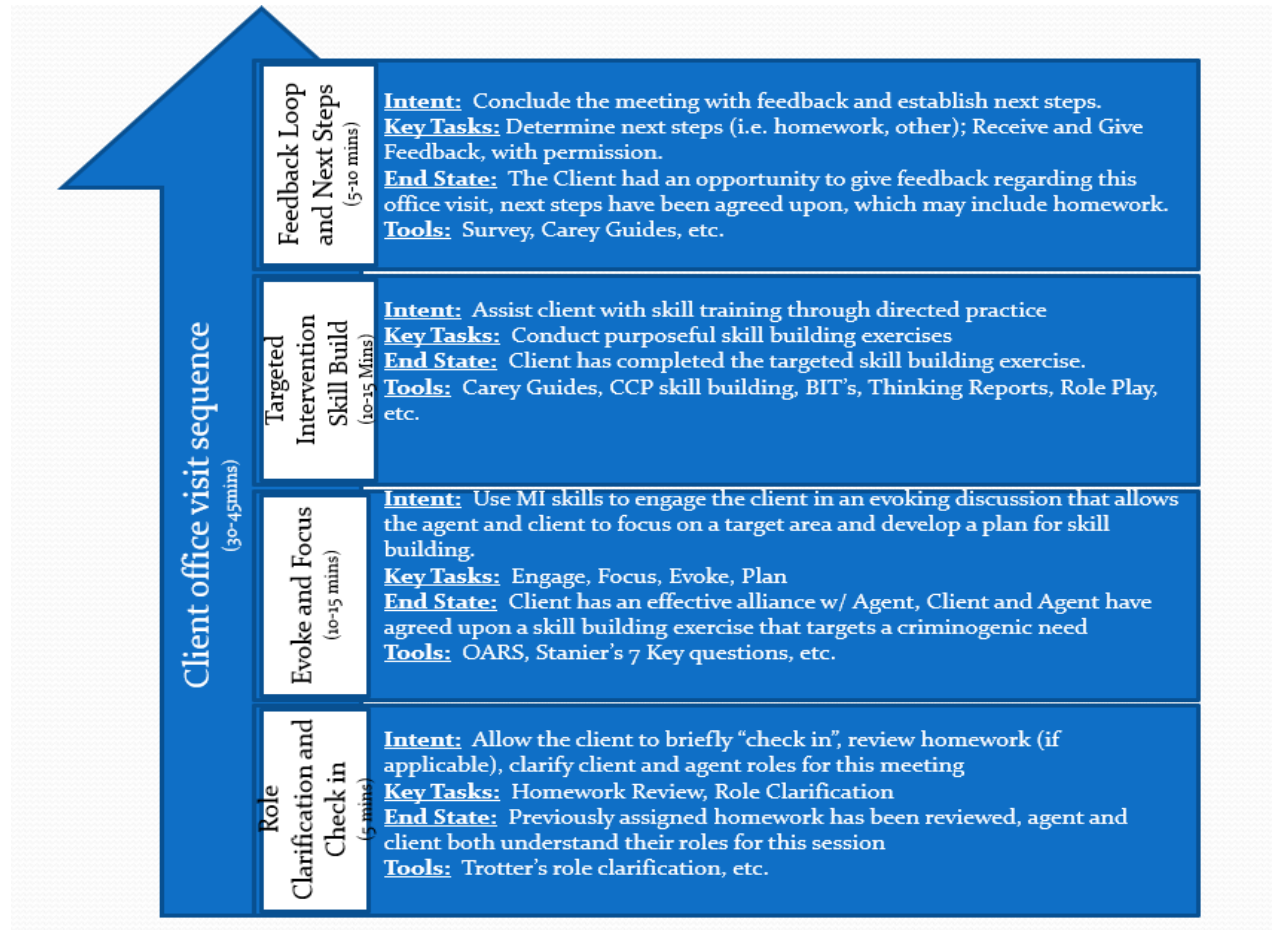 Client office visit sequence
(30-45mins)
Feedback Loop
and Next Steps
(5-10 mins)
Intent: Conclude the meeting with feedback and establish next steps.
Key Tasks: Determine next steps (i.e. homework, other); Receive and Give
Feedback, with permission.
End State: The Client had an opportunity to give feedback regarding this
office visit, next steps have been agreed upon, which may include homework.
Tools: Survey, Carey Guides, etc.
Targeted
Intervention
Skill Build
(10-15 Mins)
Intent: Assist client with skill training through directed practice
Key Tasks: Conduct purposeful skill building exercises
End State: Client has completed the targeted skill building exercise.
Tools: Carey Guides, CCP skill building, BIT's, Thinking Reports, Role Play,
etc.
Evoke and Focus
(10-15 mins)
Intent: Use MI skills to engage the client in an evoking discussion that allows
the agent and client to focus on a target area and develop a plan for skill
building.
Key Tasks: Engage, Focus, Evoke, Plan
End State: Client has an effective alliance w/ Agent, Client and Agent have
agreed upon a skill building exercise that targets a criminogenic need
Tools: OARS, Stanier's 7 Key questions, etc.
Role
Clarification and
Check in
(5 mins)
Intent: Allow the client to briefly "check in", review homework (if
applicable), clarify client and agent roles for this meeting
Key Tasks: Homework Review, Role Clarification
End State: Previously assigned homework has been reviewed, agent and
client both understand their roles for this session
Tools: Trotter's role clarification, etc.